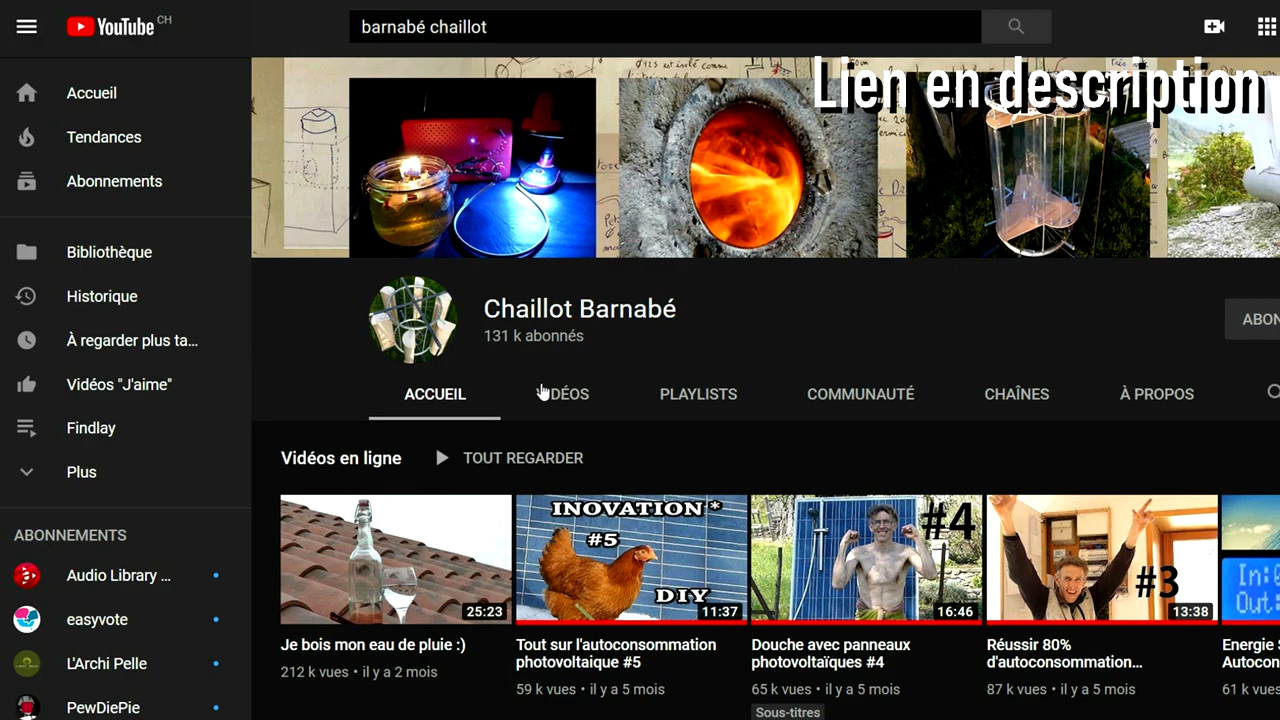 YouTube CH
barnabé chaillot
Lien en description
Accueil
Tendances
Abonnements
Bibliothèque
Historique
À regarder plus ta...
Vidéos "J'aime"
Findlay
Plus
ABONNEMENTS
Audio Library ...
easyvote
L'Archi Pelle
PewDiePie
Chaillot Barnabé
131 k abonnés
ABON
ACCUEIL
VIDÉOS
PLAYLISTS
COMMUNAUTÉ
CHAÎNES
À PROPOS
Vidéos en ligne
TOUT REGARDER
25:23
Je bois mon eau de pluie :)
212 k vues • il y a 2 mois
INOVATION *
#5
DIY
11:37
Tout sur l'autoconsommation
photovoltaique #5
59 k vues • il y a 5 mois
#4
16:46
Douche avec panneaux
photovoltaïques #4
65 k vues • il y a 5 mois
Sous-titres
#3
13:38
Réussir 80%
d'autoconsommation...
87 k vues • il y a 5 mois
In:
Out:
Energie
Autocon
61 k vues